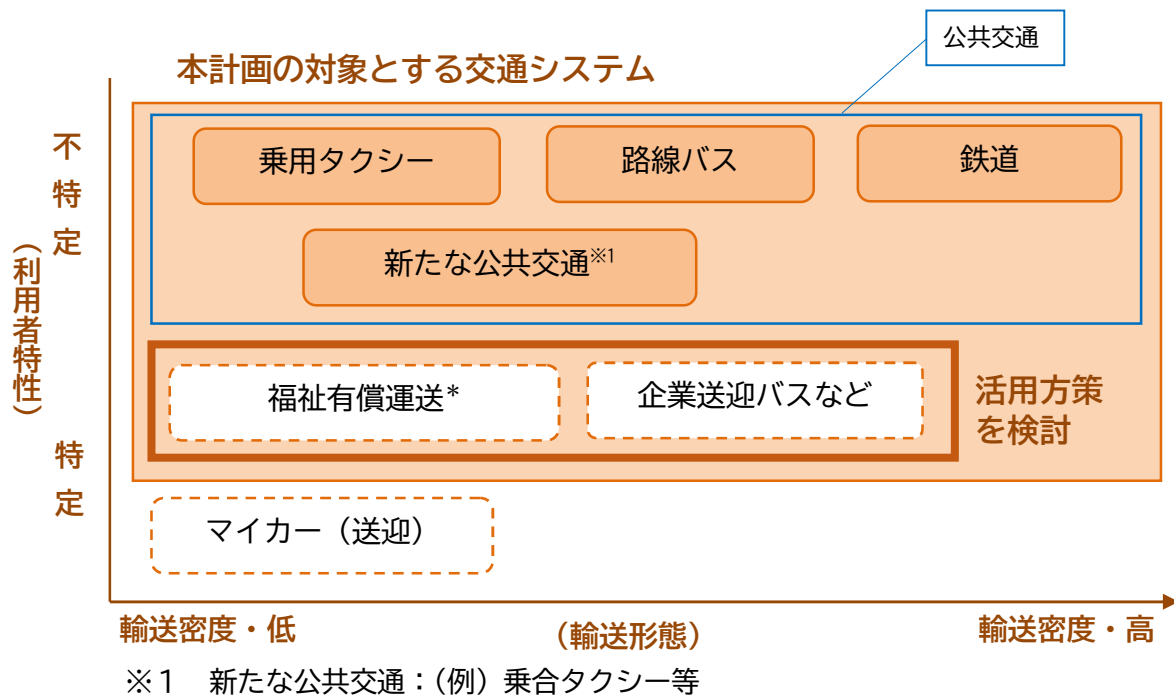 公共交通
本計画の対象とする交通システム
不特定
(利用者特性)
特定
乗用タクシー
路線バス
鉄道
新たな公共交通※1
福祉有償運送*
企業送迎バスなど
活用方策
を検討
マイカー（送迎）
輸送密度・低
（輸送形態）
輸送密度・高
※１　新たな公共交通：（例）乗合タクシー等